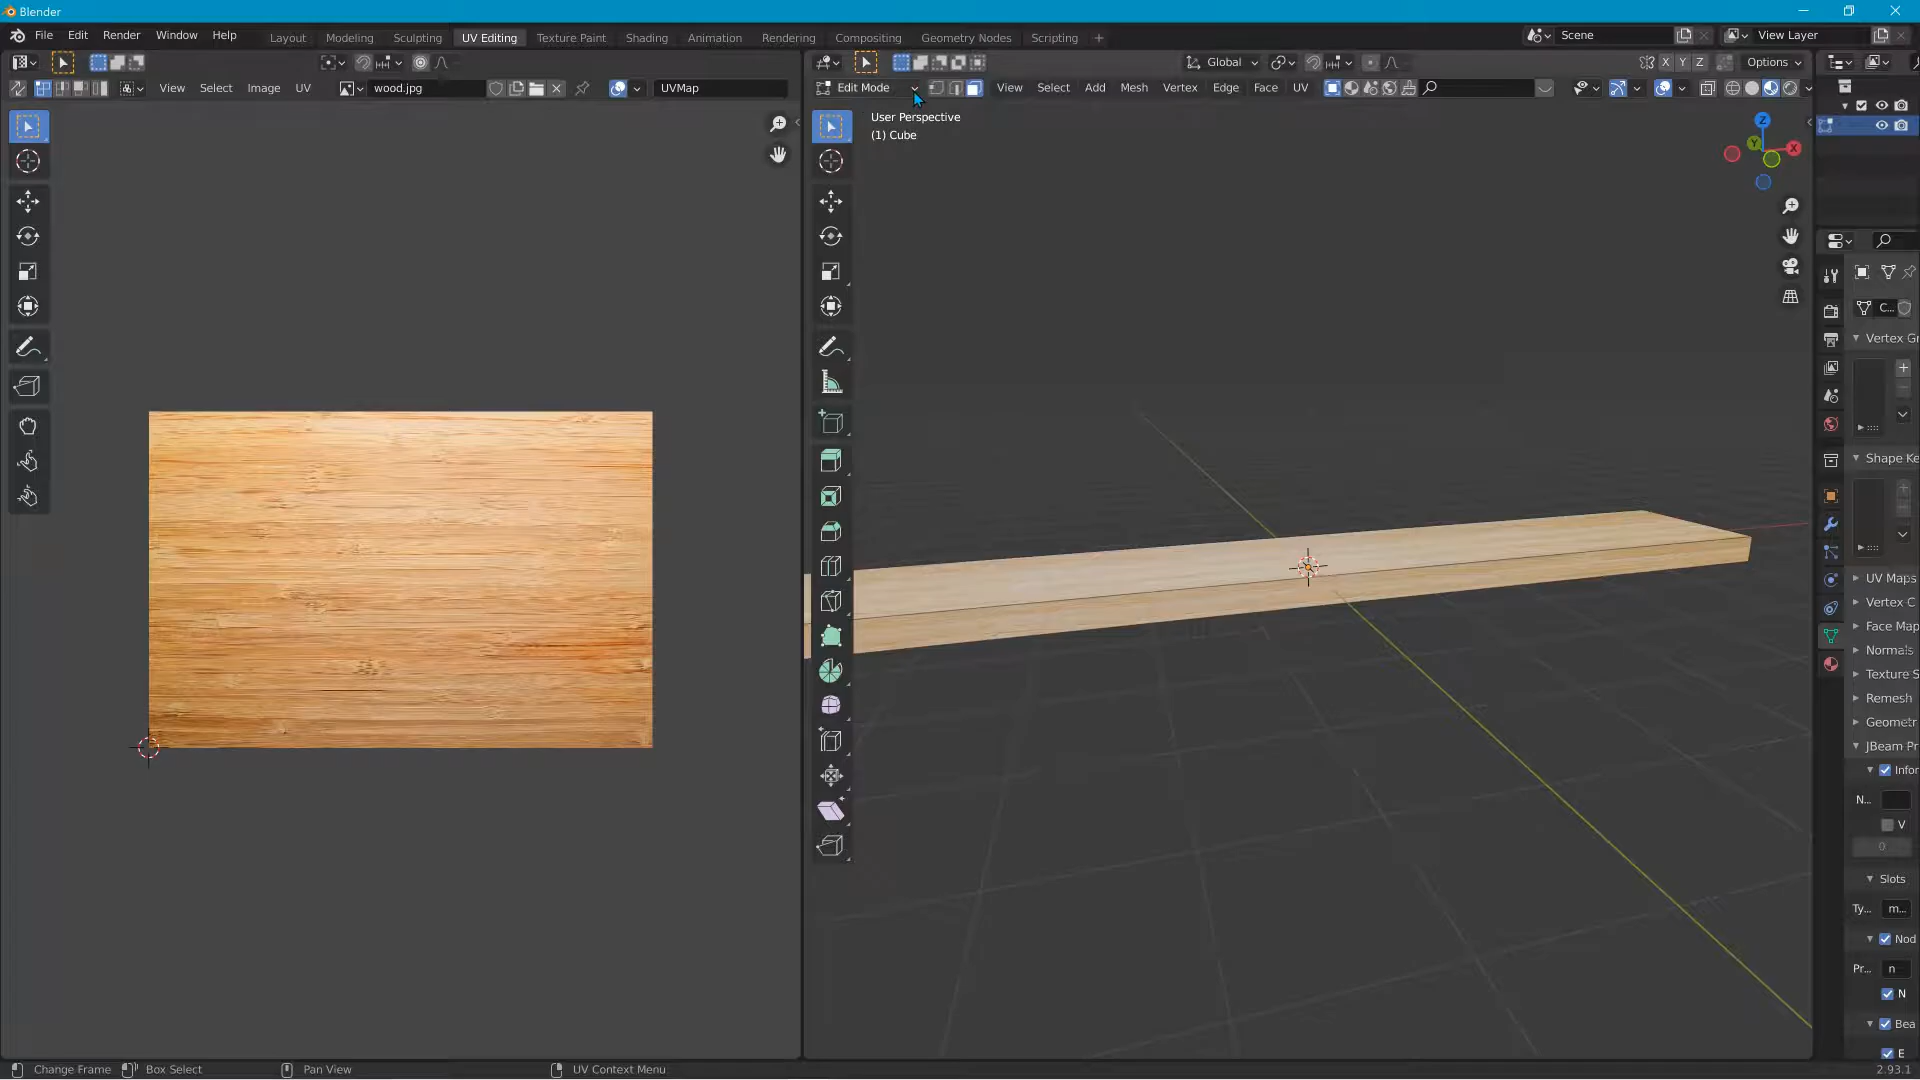 Blender
File Edit Render Window Help Layout Modeling Sculpting UV Editing Texture Paint Shading Animation Rendering Compositing Geometry Nodes Scripting + Scene View Layer
Global X Y Z Options
View Select Image UV wood.jpg UVMap Edit Mode View Select Add Mesh Vertex Edge Face UV
User Perspective
(1) Cube
Z
Y
X
C...
Vertex Gr
Shape Ke
UV Maps
Vertex C
Face Map
Normals
Texture S
Remesh
Geometr
JBeam Pr
Infor
N...
V
0
Slots
Ty... m...
Nod
Pr... n
N
Bea
E
Change Frame Box Select Pan View UV Context Menu 2.93.1